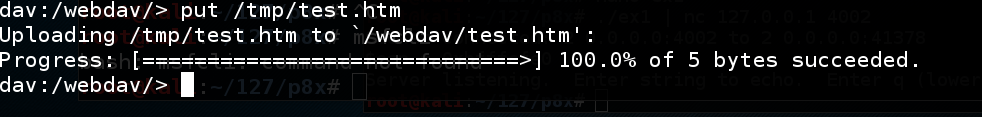 dav:/webdav/> put /tmp/test.htm
Uploading /tmp/test.htm to `/webdav/test.htm':
Progress: [=============================>] 100.0% of 5 bytes succeeded.
dav:/webdav/>